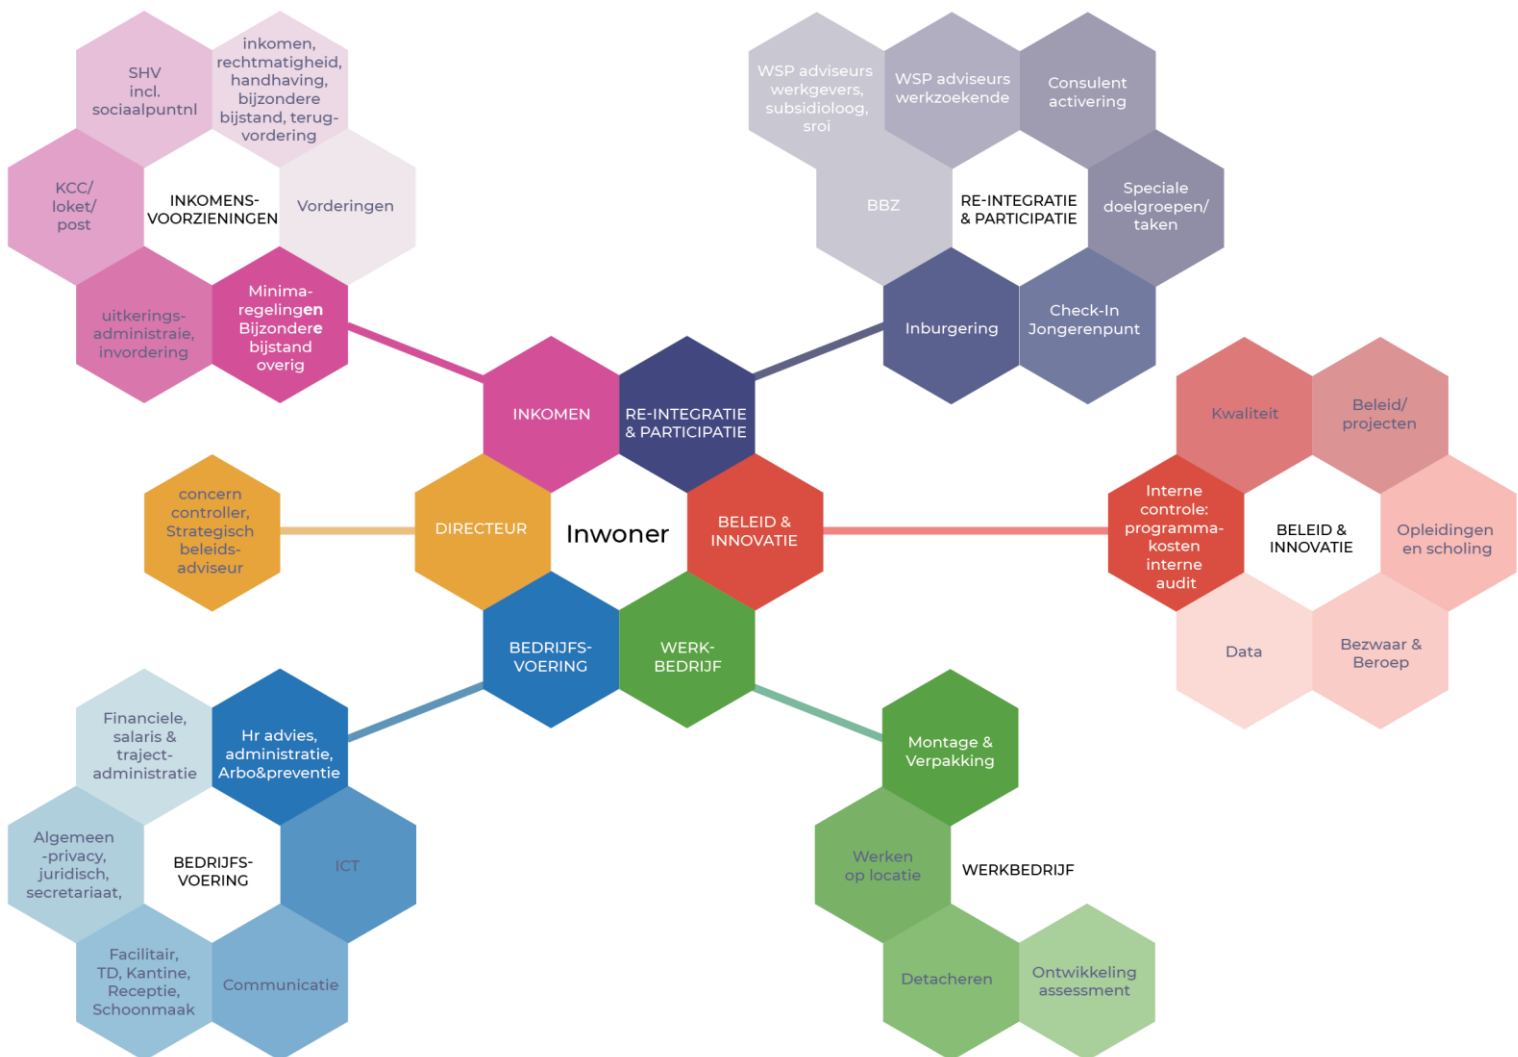 SHV
incl.
sociaalpuntnl
inkomen,
rechtmatigheid,
handhaving,
bijzondere
bijstand, terug-
vordering
KCC/
loket/
post
INKOMENS-
VOORZIENINGEN
Vorderingen
uitkerings-
administraie,
invordering
Minima-
regelingen
Bijzondere
bijstand
overig
WSP adviseurs
werkgevers,
subsidioloog,
sroi
WSP adviseurs
werkzoekende
Consulent
activering
BBZ
RE-INTEGRATIE
& PARTICIPATIE
Speciale
doelgroepen/
taken
Inburgering
Check-In
Jongerenpunt
INKOMEN
RE-INTEGRATIE
& PARTICIPATIE
concern
controller,
Strategisch
beleids-
adviseur
DIRECTEUR
Inwoner
BELEID &
INNOVATIE
BEDRIJFS-
VOERING
WERK-
BEDRIJF
Kwaliteit
Beleid/
projecten
Interne
controle:
programma-
kosten
interne
audit
BELEID &
INNOVATIE
Opleidingen
en scholing
Data
Bezwaar &
Beroep
Financiele,
salaris &
traject-
administratie
Hr advies,
administratie,
Arbo&preventie
Algemeen
-privacy,
juridisch,
secretariaat,
BEDRIJFS-
VOERING
ICT
Facilitair,
TD, Kantine,
Receptie,
Schoonmaak
Communicatie
Montage &
Verpakking
Werken
op locatie
WERKBEDRIJF
Detacheren
Ontwikkeling
assessment